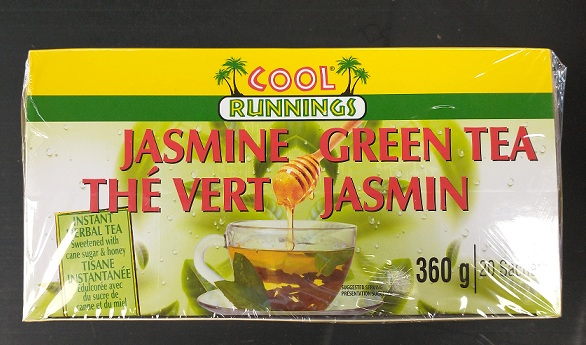 COOL
RUNNINGS
JASMINE GREEN TEA
THÉ VERT JASMIN
INSTANT
HERBAL TEA
Sweetened with
cane sugar & honey
TISANE
INSTANTANÉE
édulcorée avec
du sucre de
canne et du miel
360 g
20 Sachets